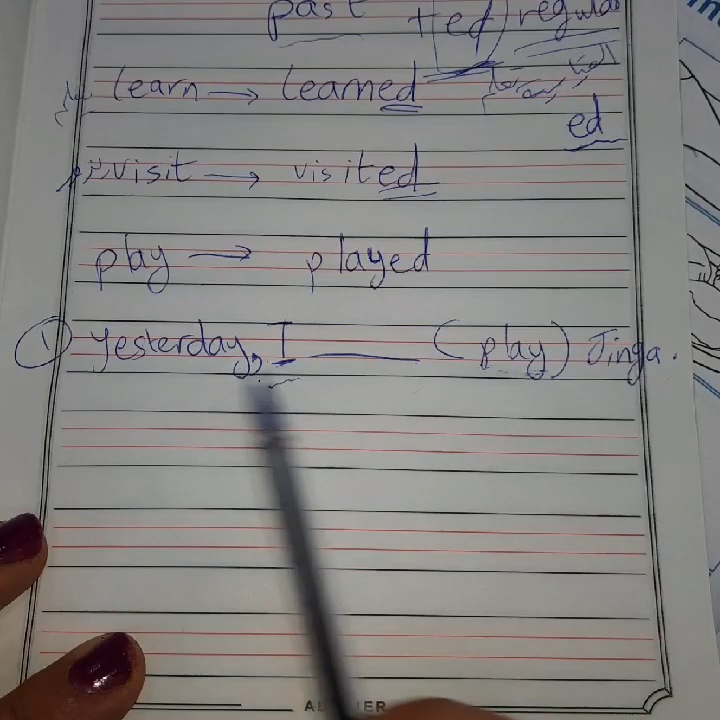 past +(ed) regular
learn → learned
ed
visit → visited
play → played
① Yesterday, I ______ (play) Jinga.